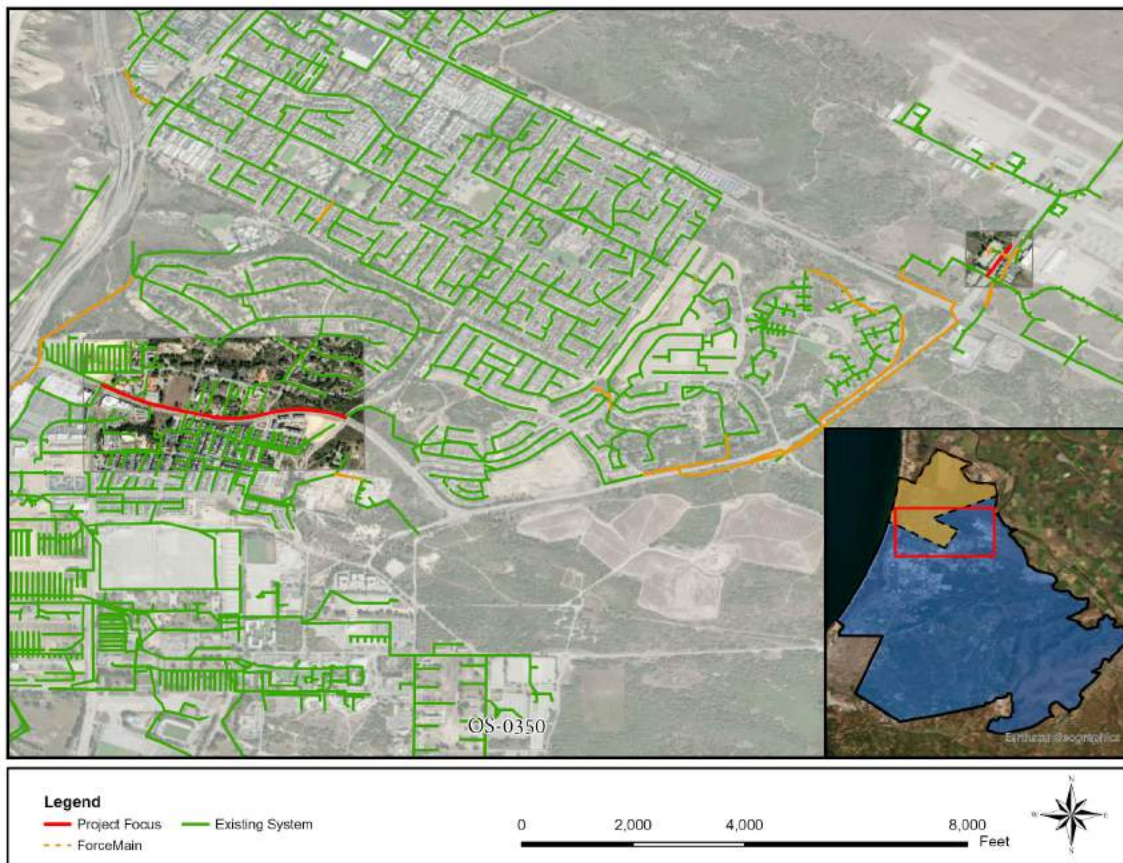 OS-0350
Earthstar Geographics
Legend
Project Focus
Existing System
ForceMain
0
2,000
4,000
8,000
Feet
N
W
E
S